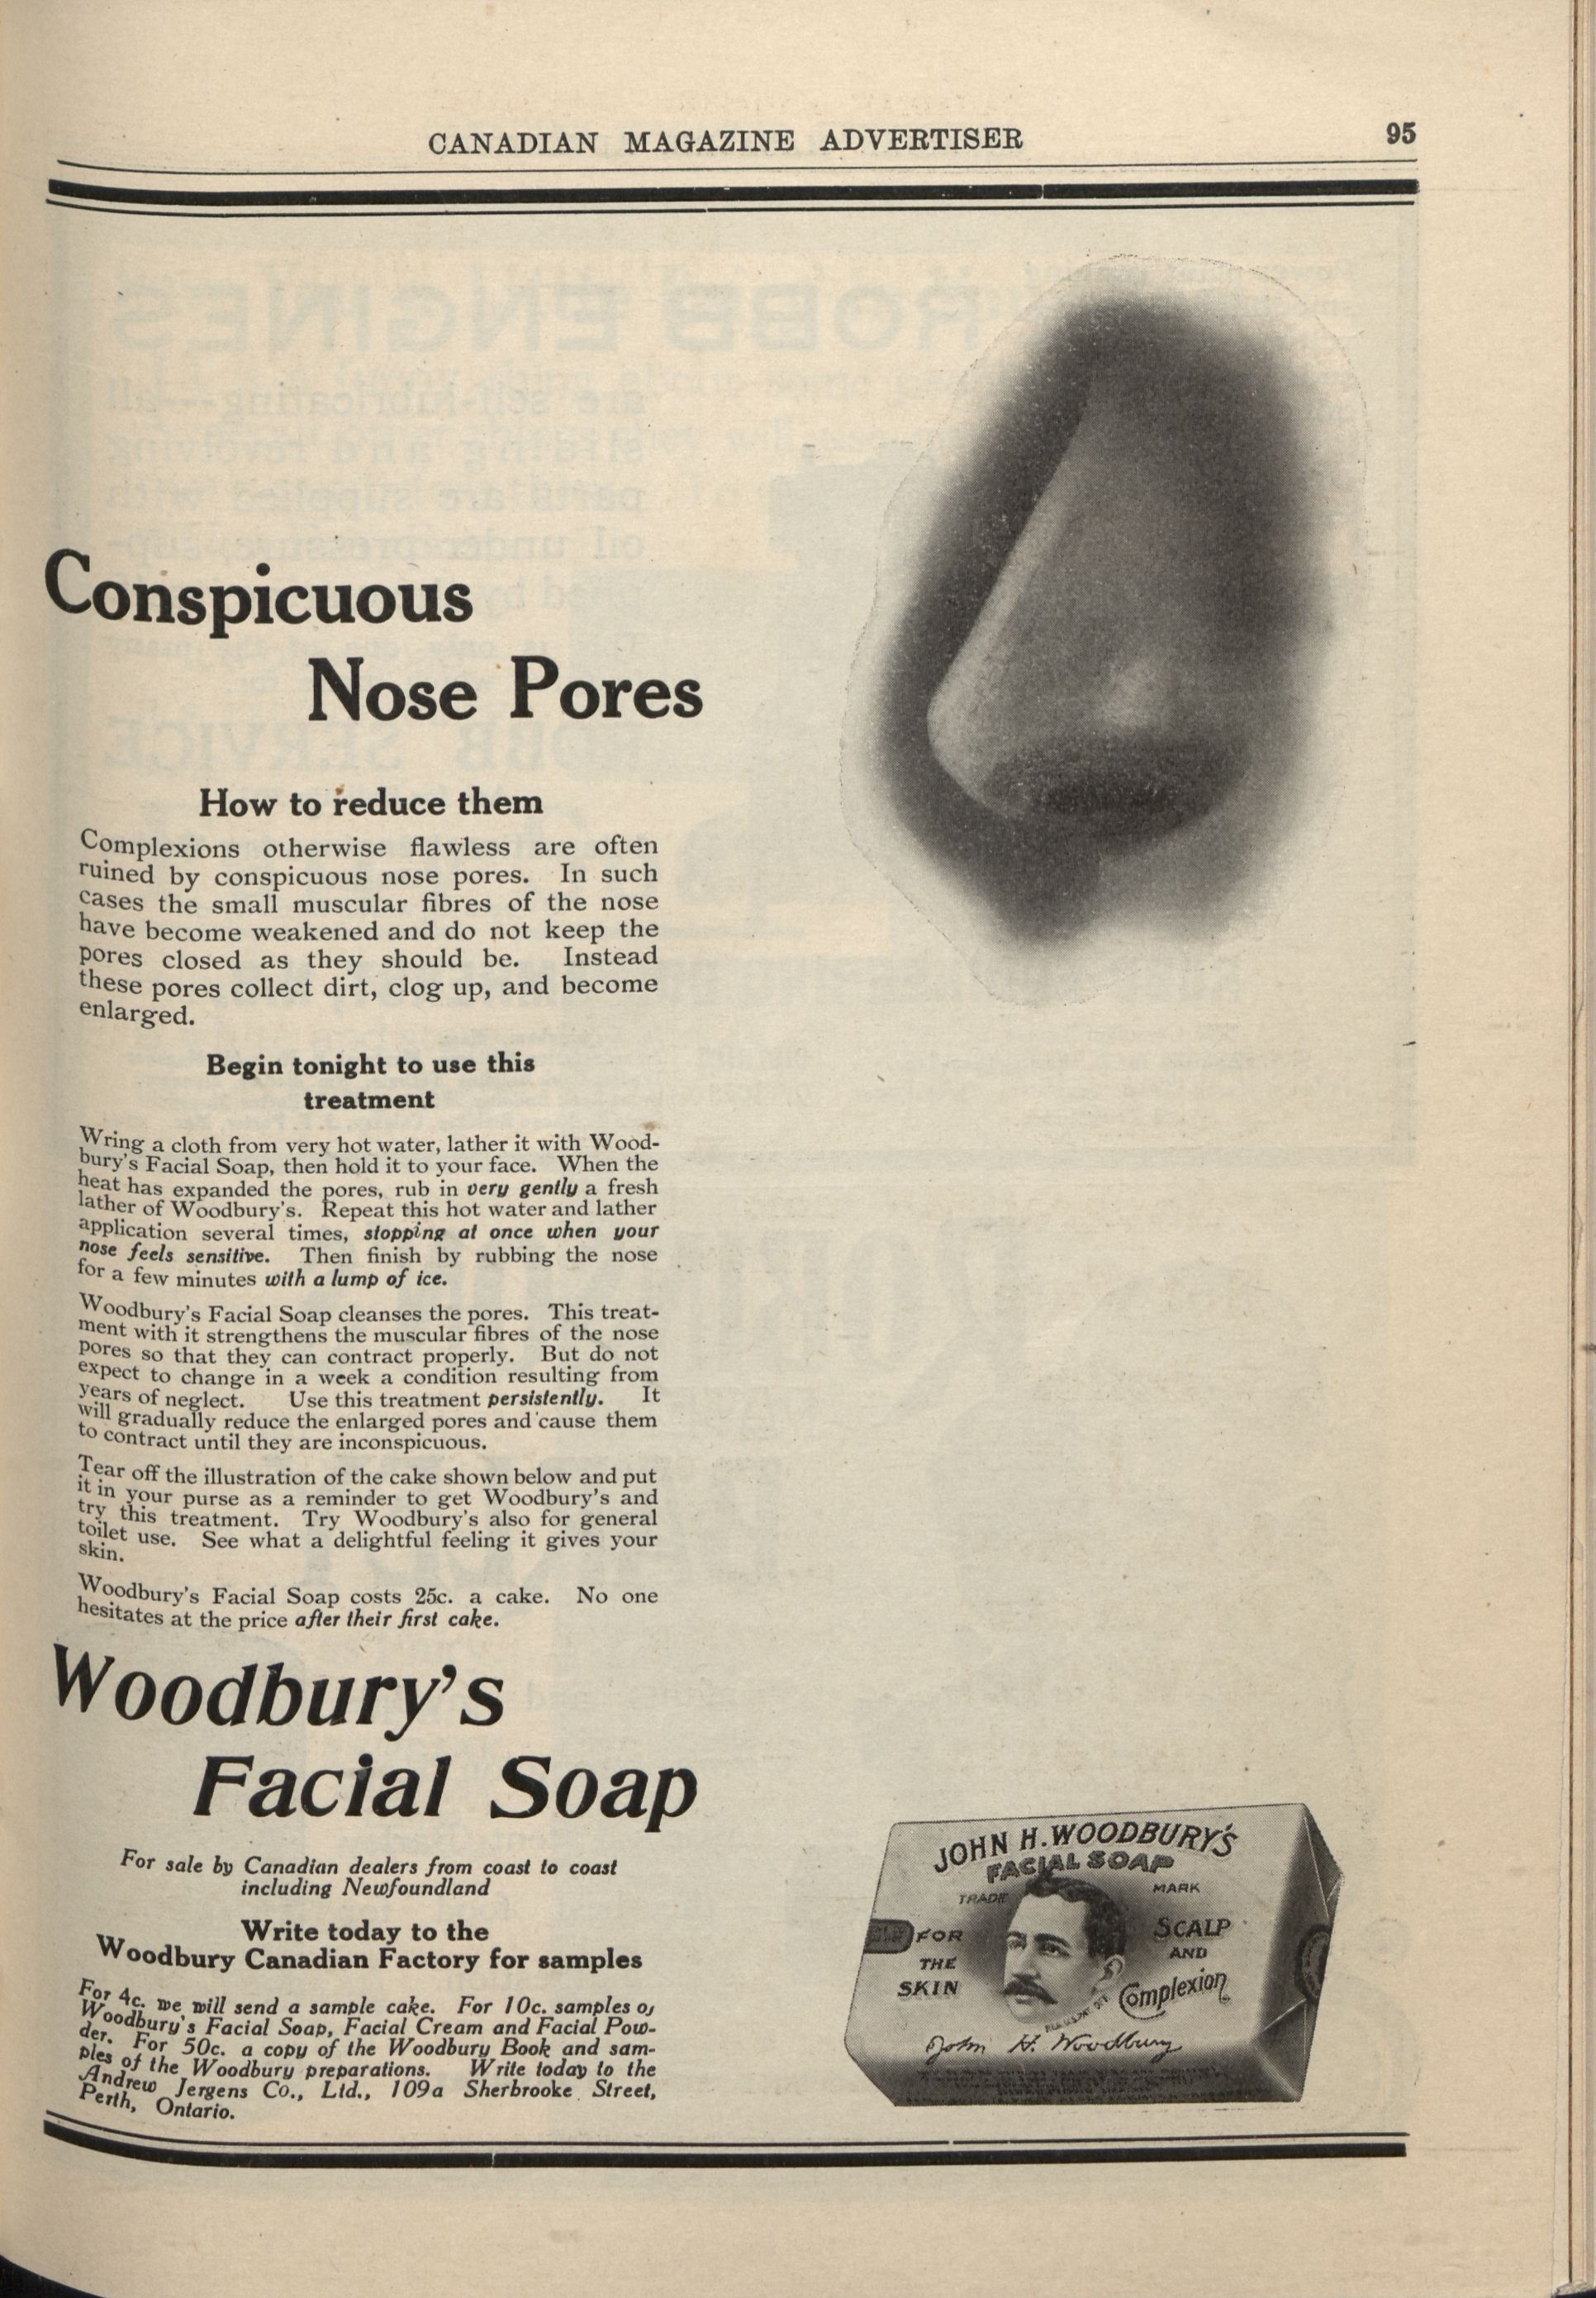 CANADIAN MAGAZINE ADVERTISER 95
Conspicuous
Nose Pores
How to reduce them
Complexions otherwise flawless are often
ruined by conspicuous nose pores. In such
cases the small muscular fibres of the nose
have become weakened and do not keep the
pores closed as they should be. Instead
these pores collect dirt, clog up, and become
enlarged.
Begin tonight to use this
treatment
Wring a cloth from very hot water, lather it with Wood-
bury's Facial Soap, then hold it to your face. When the
heat has expanded the pores, rub in very gently a fresh
lather of Woodbury's. Repeat this hot water and lather
application several times, stopping at once when your
nose feels sensitive. Then finish by rubbing the nose
for a few minutes with a lump of ice.
Woodbury's Facial Soap cleanses the pores. This treat-
ment with it strengthens the muscular fibres of the nose
pores so that they can contract properly. But do not
expect to change in a week a condition resulting from
years of neglect. Use this treatment persistently. It
will gradually reduce the enlarged pores and cause them
to contract until they are inconspicuous.
Tear off the illustration of the cake shown below and put
it in your purse as a reminder to get Woodbury's and
try this treatment. Try Woodbury's also for general
toilet use. See what a delightful feeling it gives your
skin.
Woodbury's Facial Soap costs 25c. a cake. No one
hesitates at the price after their first cake.
Woodbury's
Facial Soap
For sale by Canadian dealers from coast to coast
including Newfoundland
Write today to the
Woodbury Canadian Factory for samples
For 4c. we will send a sample cake. For 10c. samples of
Woodbury's Facial Soap, Facial Cream and Facial Pow-
der. For 50c. a copy of the Woodbury Book and sam-
ples of the Woodbury preparations. Write today to the
Andrew Jergens Co., Ltd., 109a Sherbrooke Street,
Perth, Ontario.
JOHN H. WOODBURY'S
FACIAL SOAP
TRADE MARK
FOR
THE
SKIN
SCALP
AND
Complexion
John H. Woodbury